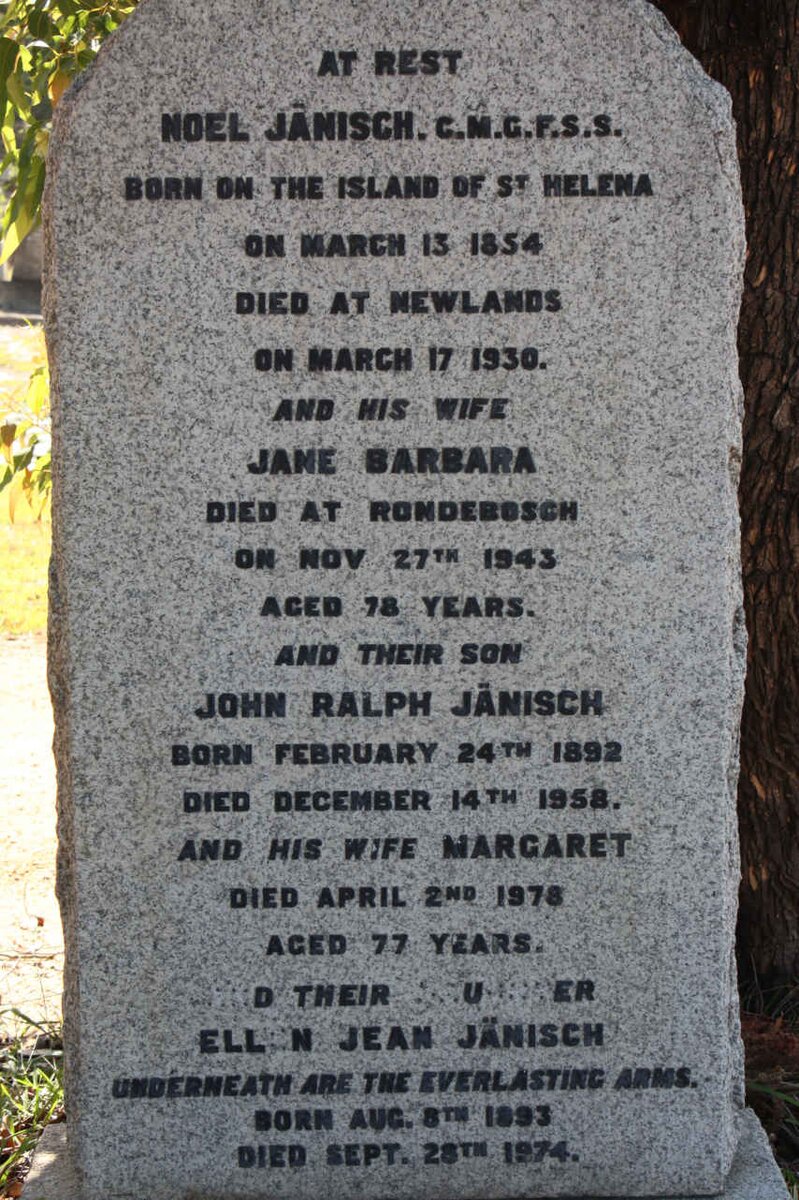 AT REST
NOEL JÄNISCH. C.M.G.F.S.S.
BORN ON THE ISLAND OF ST HELENA
ON MARCH 13 1854
DIED AT NEWLANDS
ON MARCH 17 1930.
AND HIS WIFE
JANE BARBARA
DIED AT RONDEBOSCH
ON NOV 27TH 1943
AGED 78 YEARS.
AND THEIR SON
JOHN RALPH JÄNISCH
BORN FEBRUARY 24TH 1892
DIED DECEMBER 14TH 1958.
AND HIS WIFE MARGARET
DIED APRIL 2ND 1978
AGED 77 YEARS.
AND THEIR DAUGHTER
ELLEN JEAN JÄNISCH
UNDERNEATH ARE THE EVERLASTING ARMS.
BORN AUG. 8TH 1893
DIED SEPT. 28TH 1974.